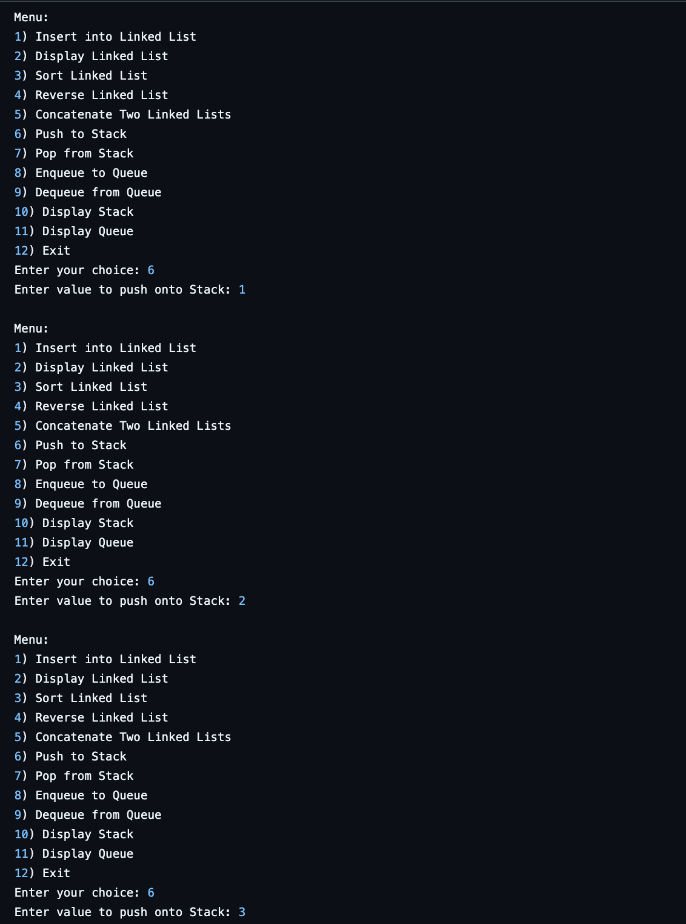 Menu:
1) Insert into Linked List
2) Display Linked List
3) Sort Linked List
4) Reverse Linked List
5) Concatenate Two Linked Lists
6) Push to Stack
7) Pop from Stack
8) Enqueue to Queue
9) Dequeue from Queue
10) Display Stack
11) Display Queue
12) Exit
Enter your choice: 6
Enter value to push onto Stack: 1

Menu:
1) Insert into Linked List
2) Display Linked List
3) Sort Linked List
4) Reverse Linked List
5) Concatenate Two Linked Lists
6) Push to Stack
7) Pop from Stack
8) Enqueue to Queue
9) Dequeue from Queue
10) Display Stack
11) Display Queue
12) Exit
Enter your choice: 6
Enter value to push onto Stack: 2

Menu:
1) Insert into Linked List
2) Display Linked List
3) Sort Linked List
4) Reverse Linked List
5) Concatenate Two Linked Lists
6) Push to Stack
7) Pop from Stack
8) Enqueue to Queue
9) Dequeue from Queue
10) Display Stack
11) Display Queue
12) Exit
Enter your choice: 6
Enter value to push onto Stack: 3